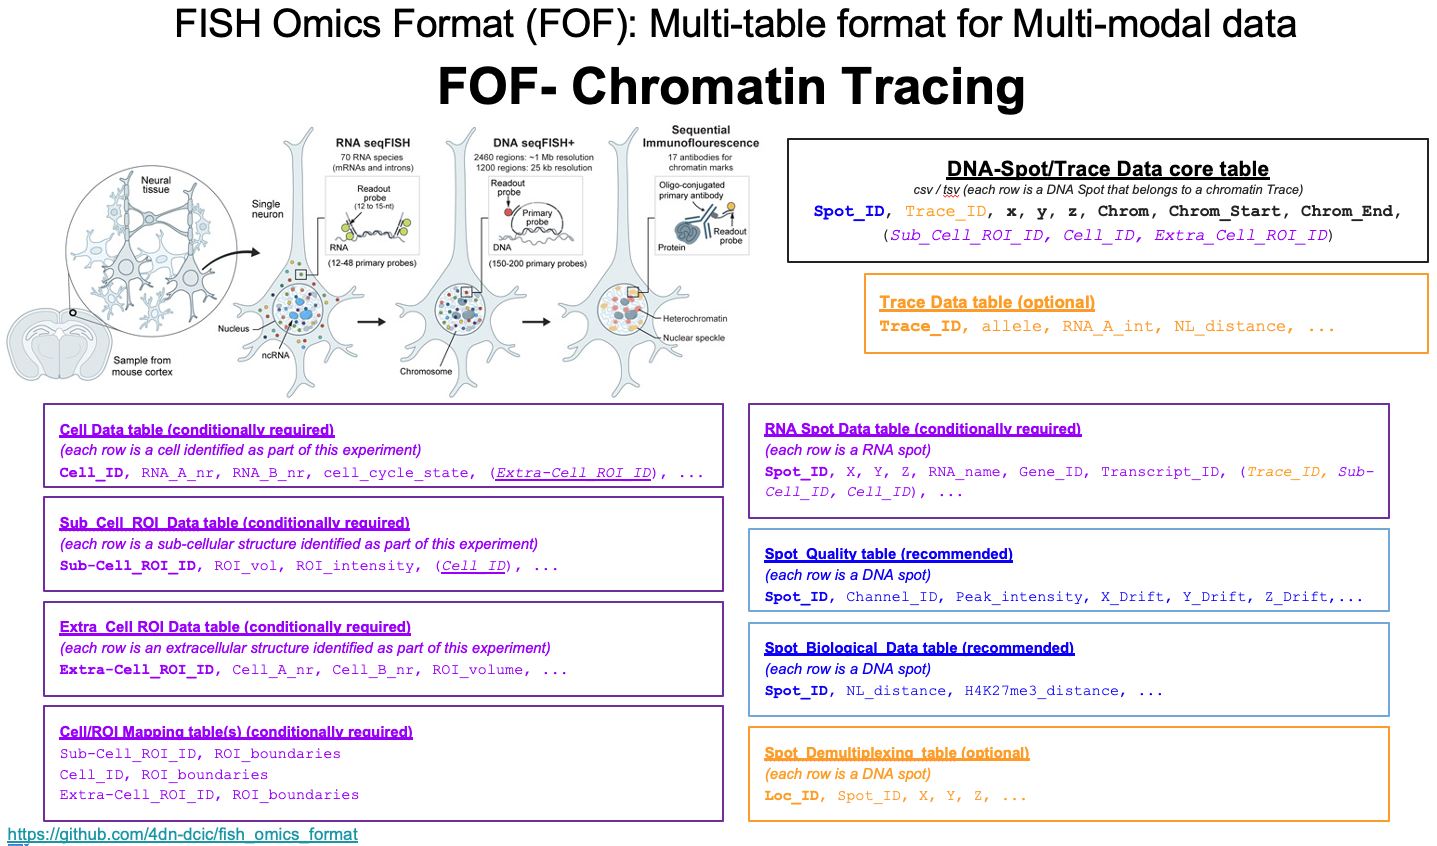 FISH Omics Format (FOF): Multi-table format for Multi-modal data
FOF- Chromatin Tracing
Neural
tissue
Sample from
mouse cortex
Single
neuron
RNA seqFISH
70 RNA species
(mRNAs and introns)
Readout
probe
(12 to 15-nt)
RNA
(12-48 primary probes)
Nucleus
ncRNA
DNA seqFISH+
2460 regions: ~1 Mb resolution
1200 regions: 25 kb resolution
Readout
probe
Primary
probe
DNA
(150-200 primary probes)
Chromosome
Sequential
Immunoflourescence
17 antibodies for
chromatin marks
Oligo-conjugated
primary antibody
Readout
probe
Protein
Heterochromatin
Nuclear speckle
DNA-Spot/Trace Data core table
csv / tsv (each row is a DNA Spot that belongs to a chromatin Trace)
Spot_ID, Trace_ID, x, y, z, Chrom, Chrom_Start, Chrom_End,
(Sub_Cell_ROI_ID, Cell_ID, Extra_Cell_ROI_ID)
Trace Data table (optional)
Trace_ID, allele, RNA_A_int, NL_distance, ...
Cell Data table (conditionally required)
(each row is a cell identified as part of this experiment)
Cell_ID, RNA_A_nr, RNA_B_nr, cell_cycle_state, (Extra-Cell_ROI_ID), ...
Sub_Cell_ROI_Data table (conditionally required)
(each row is a sub-cellular structure identified as part of this experiment)
Sub-Cell_ROI_ID, ROI_vol, ROI_intensity, (Cell_ID), ...
Extra_Cell ROI Data table (conditionally required)
(each row is an extracellular structure identified as part of this experiment)
Extra-Cell_ROI_ID, Cell_A_nr, Cell_B_nr, ROI_volume, ...
Cell/ROI Mapping table(s) (conditionally required)
Sub-Cell_ROI_ID, ROI_boundaries
Cell_ID, ROI_boundaries
Extra-Cell_ROI_ID, ROI_boundaries
RNA Spot Data table (conditionally required)
(each row is a RNA spot)
Spot_ID, X, Y, Z, RNA_name, Gene_ID, Transcript_ID, (Trace_ID, Sub-
Cell_ID, Cell_ID), ...
Spot_Quality table (recommended)
(each row is a DNA spot)
Spot_ID, Channel_ID, Peak_intensity, X_Drift, Y_Drift, Z_Drift,...
Spot_Biological_Data table (recommended)
(each row is a DNA spot)
Spot_ID, NL_distance, H4K27me3_distance, ...
Spot_Demultiplexing_table (optional)
(each row is a DNA spot)
Loc_ID, Spot_ID, X, Y, Z, ...
https://github.com/4dn-dcic/fish_omics_format